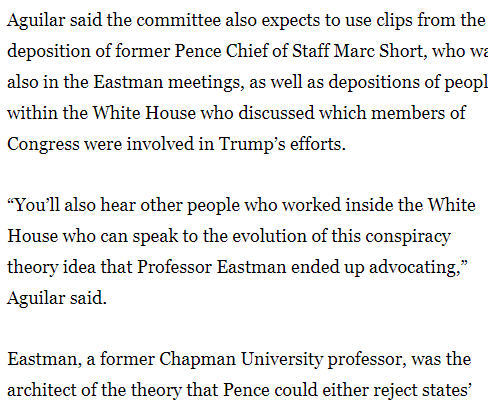 Aguilar said the committee also expects to use clips from the
deposition of former Pence Chief of Staff Marc Short, who
also in the Eastman meetings, as well as depositions of
within the White House who discussed which members of
Congress were involved in Trump’s efforts.
“You’ll also hear other people who worked inside the White
House who can speak to the evolution of this conspiracy
theory idea that Professor Eastman ended up advocating,”
Aguilar said.
Eastman, a former Chapman University professor, was the
architect of the theory that Pence could either reject states’